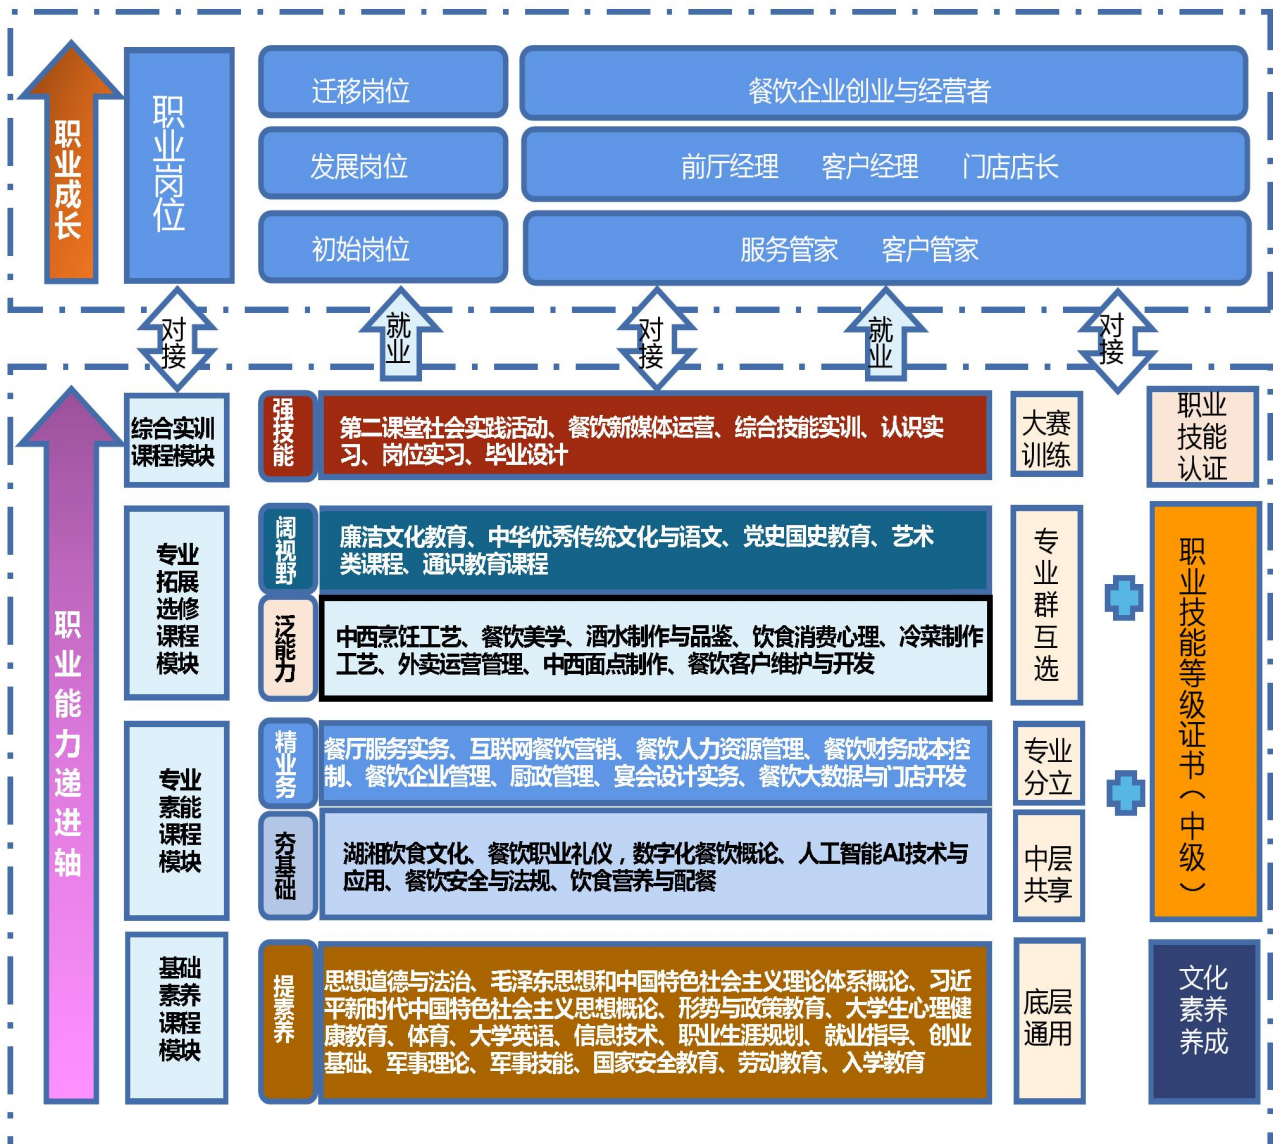 职业成长
职业岗位
迁移岗位
餐饮企业创业与经营者
发展岗位
前厅经理 客户经理 门店店长
初始岗位
服务管家 客户管家
对接
就业
对接
就业
对接
职业能力递进轴
综合实训
课程模块
强技能
第二课堂社会实践活动、餐饮新媒体运营、综合技能实训、认识实
习、岗位实习、毕业设计
大赛
训练
职业
技能
认证
专业
拓展
选修
课程
模块
阔视野
廉洁文化教育、中华优秀传统文化与语文、党史国史教育、艺术
类课程、通识教育课程
泛能力
中西烹饪工艺、餐饮美学、酒水制作与品鉴、饮食消费心理、冷菜制作
工艺、外卖运营管理、中西面点制作、餐饮客户维护与开发
专业群互选
职业技能等级证书（中级）
专业
素能
课程
模块
精业务
餐厅服务实务、互联网餐饮营销、餐饮人力资源管理、餐饮财务成本控
制、餐饮企业管理、厨政管理、宴会设计实务、餐饮大数据与门店开发
专业
分立
夯基础
湖湘饮食文化、餐饮职业礼仪，数字化餐饮概论、人工智能AI技术与
应用、餐饮安全与法规、饮食营养与配餐
中层
共享
基础
素养
课程
模块
提素养
思想道德与法治、毛泽东思想和中国特色社会主义理论体系概论、习近
平新时代中国特色社会主义思想概论、形势与政策教育、大学生心理健
康教育、体育、大学英语、信息技术、职业生涯规划、就业指导、创业
基础、军事理论、军事技能、国家安全教育、劳动教育、入学教育
底层
通用
文化
素养
养成